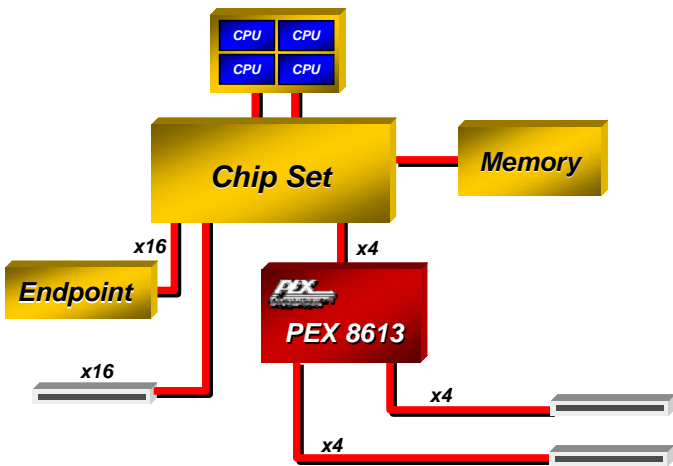 CPU CPU
CPU CPU
Chip Set
Memory
x16
x4
Endpoint
PEX
PEX 8613
x16
x4
x4